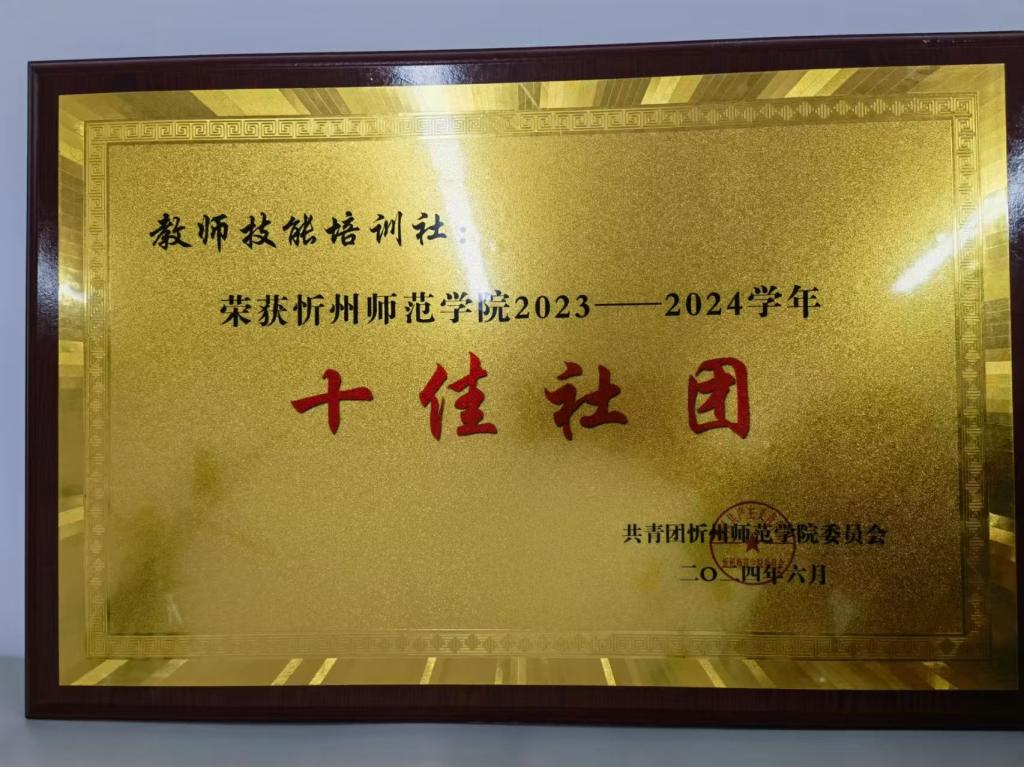 教师技能培训社：
荣获忻州师范学院2023——2024学年
十佳社团
共青团忻州师范学院委员会
二〇二四年六月